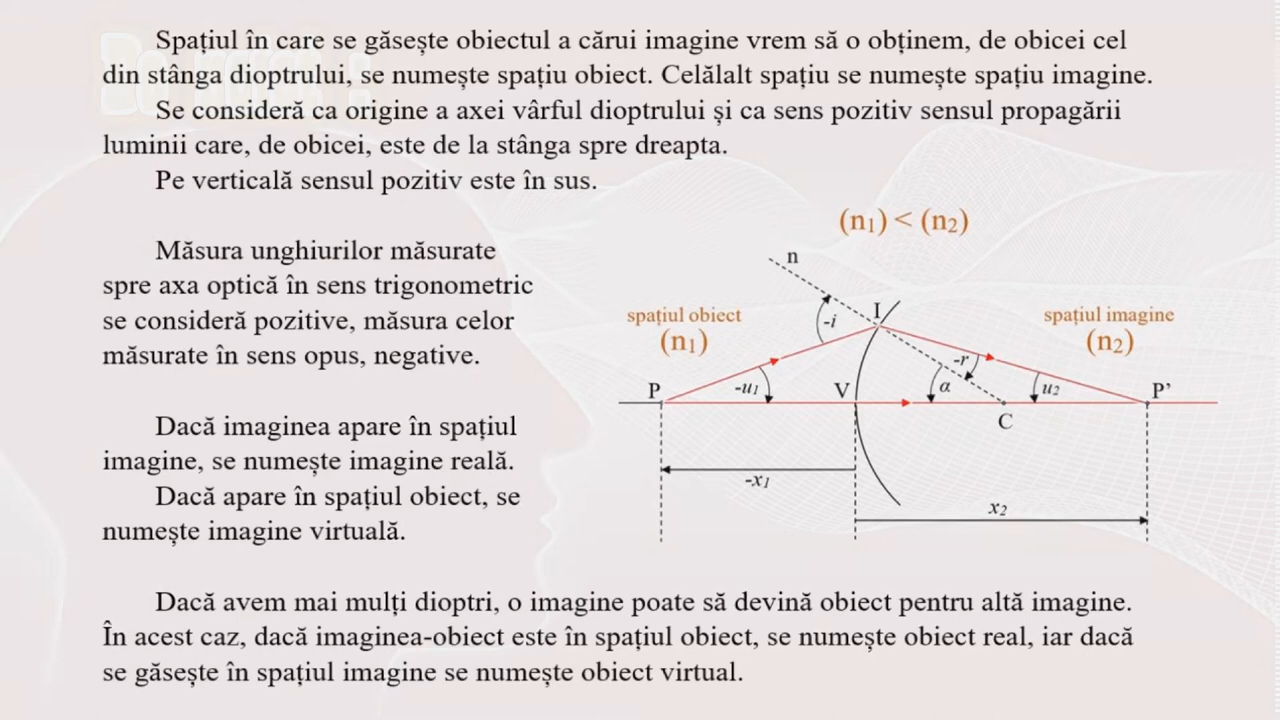 Spațiul în care se găsește obiectul a cărui imagine vrem să o obținem, de obicei cel
din stânga dioptrului, se numește spațiu obiect. Celălalt spațiu se numește spațiu imagine.
Se consideră ca origine a axei vârful dioptrului și ca sens pozitiv sensul propagării
luminii care, de obicei, este de la stânga spre dreapta.
Pe verticală sensul pozitiv este în sus.
Măsura unghiurilor măsurate
spre axa optică în sens trigonometric
se consideră pozitive, măsura celor
măsurate în sens opus, negative.
Dacă imaginea apare în spațiul
imagine, se numește imagine reală.
Dacă apare în spațiul obiect, se
numește imagine virtuală.
(n1) < (n2)
n
I
-i
spațiul obiect
(n1)
spațiul imagine
(n2)
-r
P
-u1
V
α
u2
P’
C
-x1
x2
Dacă avem mai mulți dioptri, o imagine poate să devină obiect pentru altă imagine.
În acest caz, dacă imaginea-obiect este în spațiul obiect, se numește obiect real, iar dacă
se găsește în spațiul imagine se numește obiect virtual.